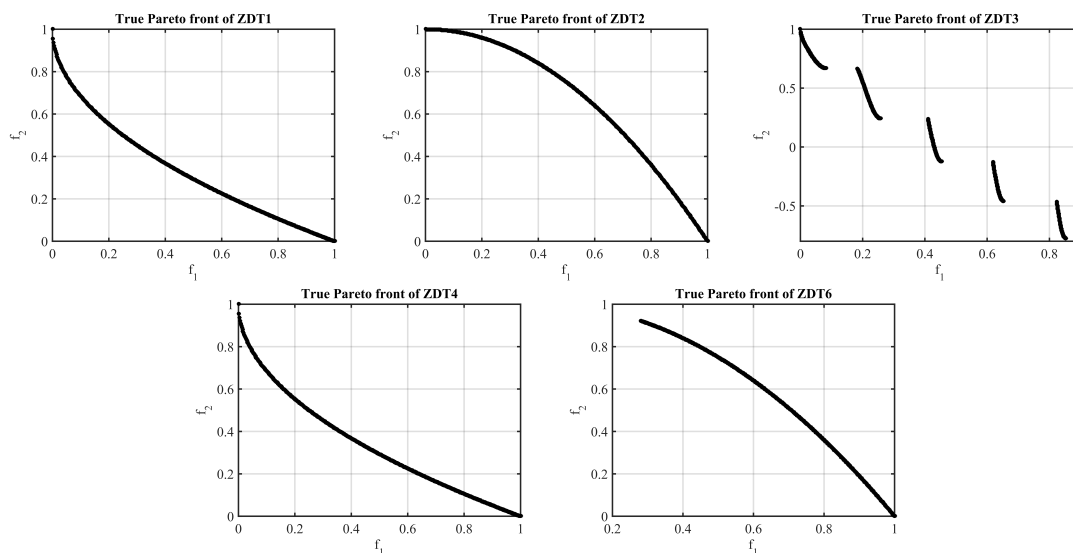 True Pareto front of ZDT1
1
0.8
0.6
0.4
0.2
0
f2
0 0.2 0.4 0.6 0.8 1
f1
True Pareto front of ZDT2
1
0.8
0.6
0.4
0.2
0
f2
0 0.2 0.4 0.6 0.8 1
f1
True Pareto front of ZDT3
1
0.5
0
-0.5
f2
0 0.2 0.4 0.6 0.8
f1
True Pareto front of ZDT4
1
0.8
0.6
0.4
0.2
0
f2
0 0.2 0.4 0.6 0.8 1
f1
True Pareto front of ZDT6
1
0.8
0.6
0.4
0.2
0
f2
0.2 0.4 0.6 0.8 1
f1